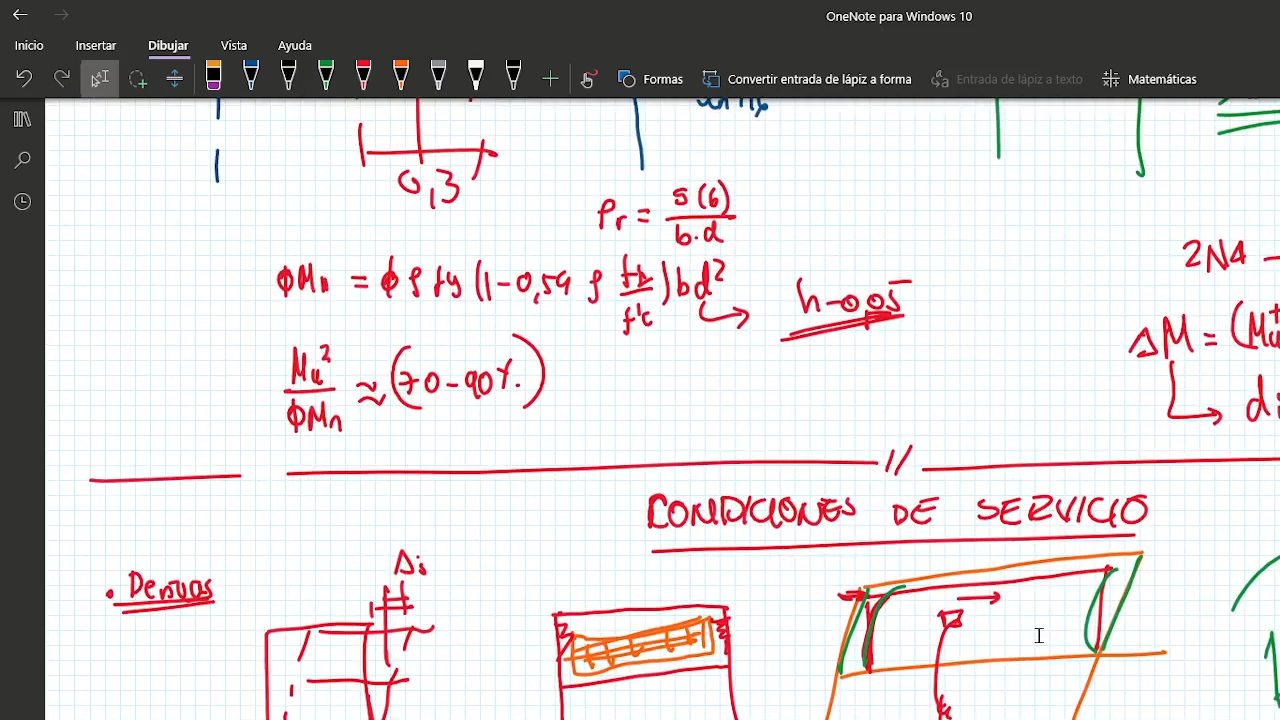 OneNote para Windows 10
Inicio Insertar Dibujar Vista Ayuda
Formas Convertir entrada de lápiz a forma Entrada de lápiz a texto Matemáticas
0,3
ρr = s(6) / b.d
ϕMn = ϕ ρ fy (1-0,59 ρ fy / f'c) bd²
h-0.05
2N4 -
ΔM = (Mu+
Mu² / ϕMn ≈ (70-90%)
di
//
CONDICIONES DE SERVICIO
Δi
. Derivas